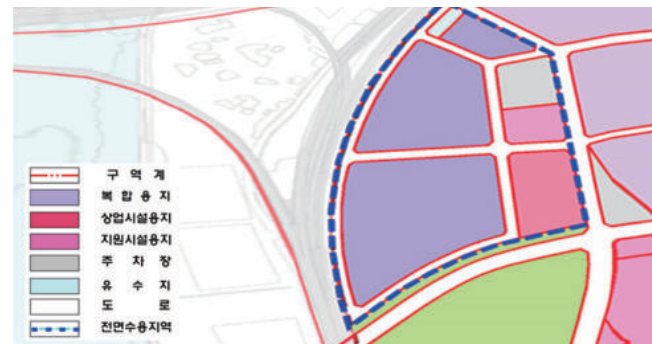 구 역 계
복 합 용 지
상업시설용지
지원시설용지
주 차 장
유 수 지
도 로
전면수용지역